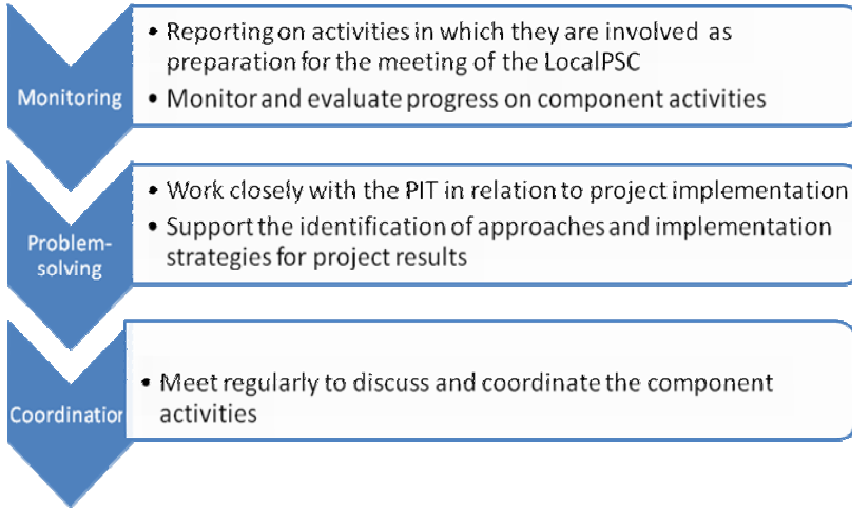 Monitoring
• Reporting on activities in which they are involved as
preparation for the meeting of the LocalPSC
• Monitor and evaluate progress on component activities
Problem-
solving
• Work closely with the PIT in relation to project implementation
• Support the identification of approaches and implementation
strategies for project results
Coordination
• Meet regularly to discuss and coordinate the component
activities